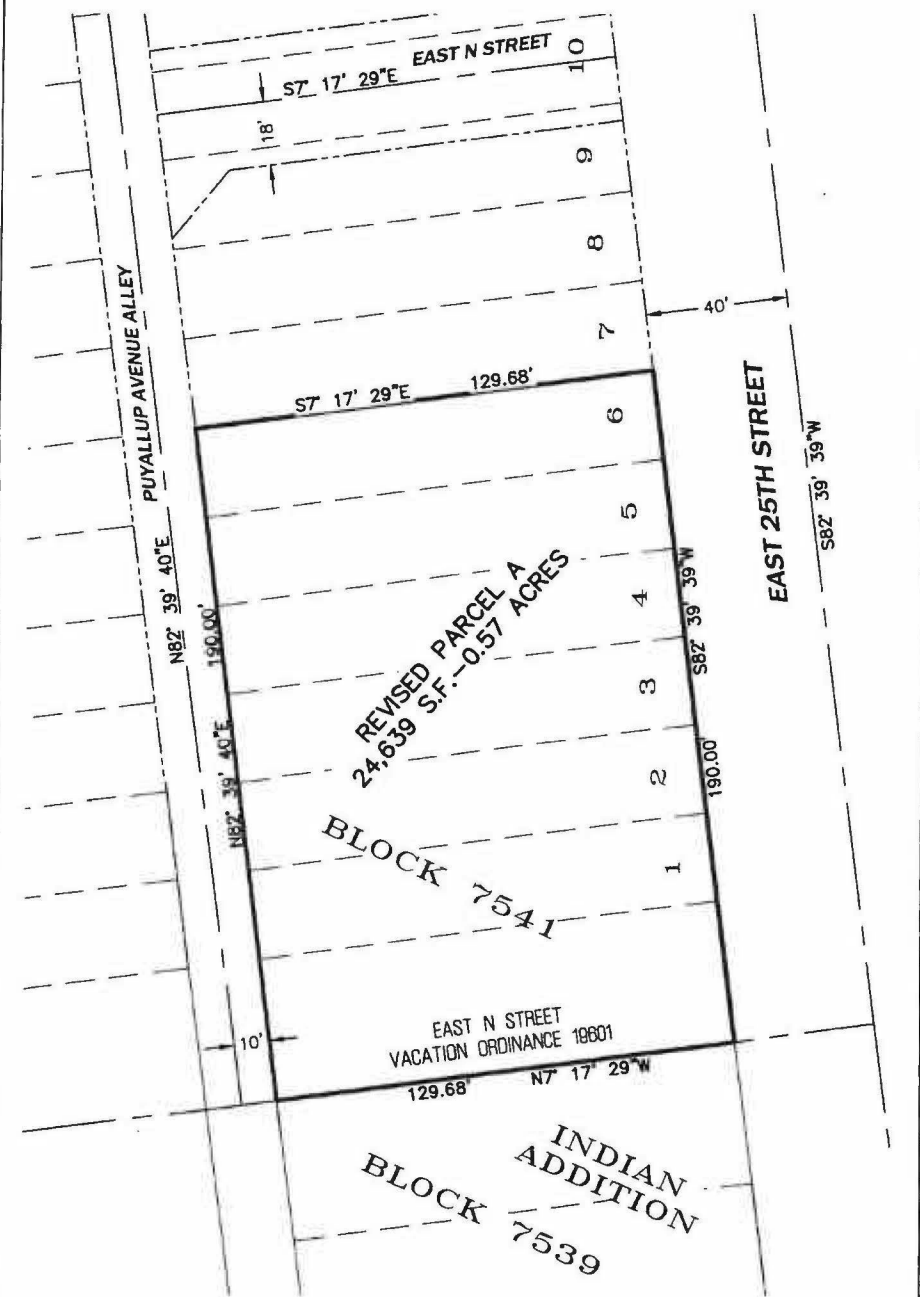 EAST N STREET
S7° 17' 29"E
10
18'
9
8
7
40'
PUYALLUP AVENUE ALLEY
N82° 39' 40"E
EAST 25TH STREET
S82° 39' 39"W
S7° 17' 29"E 129.68'
6
5
4
3
2
1
190.00'
N82° 39' 40"E
S82° 39' 39"W
190.00'
REVISED PARCEL A
24,639 S.F.-0.57 ACRES
BLOCK 7541
10'
EAST N STREET
VACATION ORDINANCE 18601
129.68' N7° 17' 29"W
INDIAN
ADDITION
BLOCK 7539